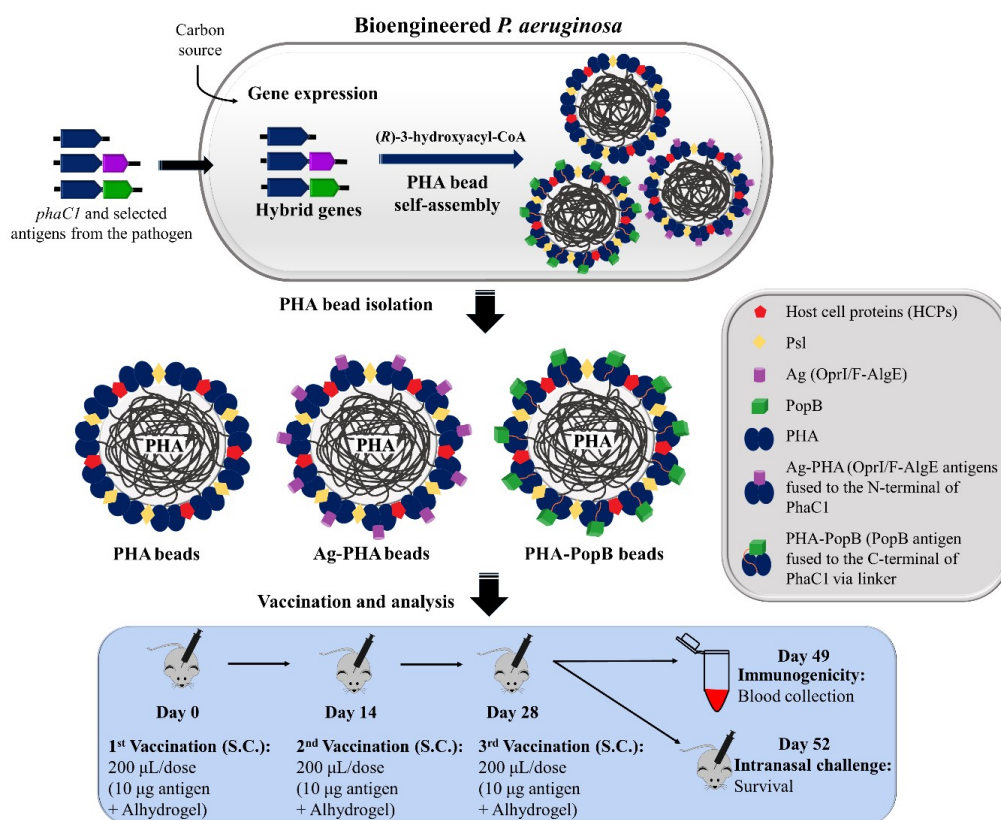 Bioengineered P. aeruginosa
Carbon
source
Gene expression
(R)-3-hydroxyacyl-CoA
PHA bead
self-assembly
Hybrid genes
phaC1 and selected
antigens from the pathogen
PHA bead isolation
PHA
PHA
PHA
PHA beads
Ag-PHA beads
PHA-PopB beads
Host cell proteins (HCPs)
Psl
Ag (OprI/F-AlgE)
PopB
PHA
Ag-PHA (OprI/F-AlgE antigens
fused to the N-terminal of
PhaC1
PHA-PopB (PopB antigen
fused to the C-terminal of
PhaC1 via linker
Vaccination and analysis
Day 0
1st Vaccination (S.C.):
200 µL/dose
(10 µg antigen
+ Alhydrogel)
Day 14
2nd Vaccination (S.C.):
200 µL/dose
(10 µg antigen
+ Alhydrogel)
Day 28
3rd Vaccination (S.C.):
200 µL/dose
(10 µg antigen
+ Alhydrogel)
Day 49
Immunogenicity:
Blood collection
Day 52
Intranasal challenge:
Survival